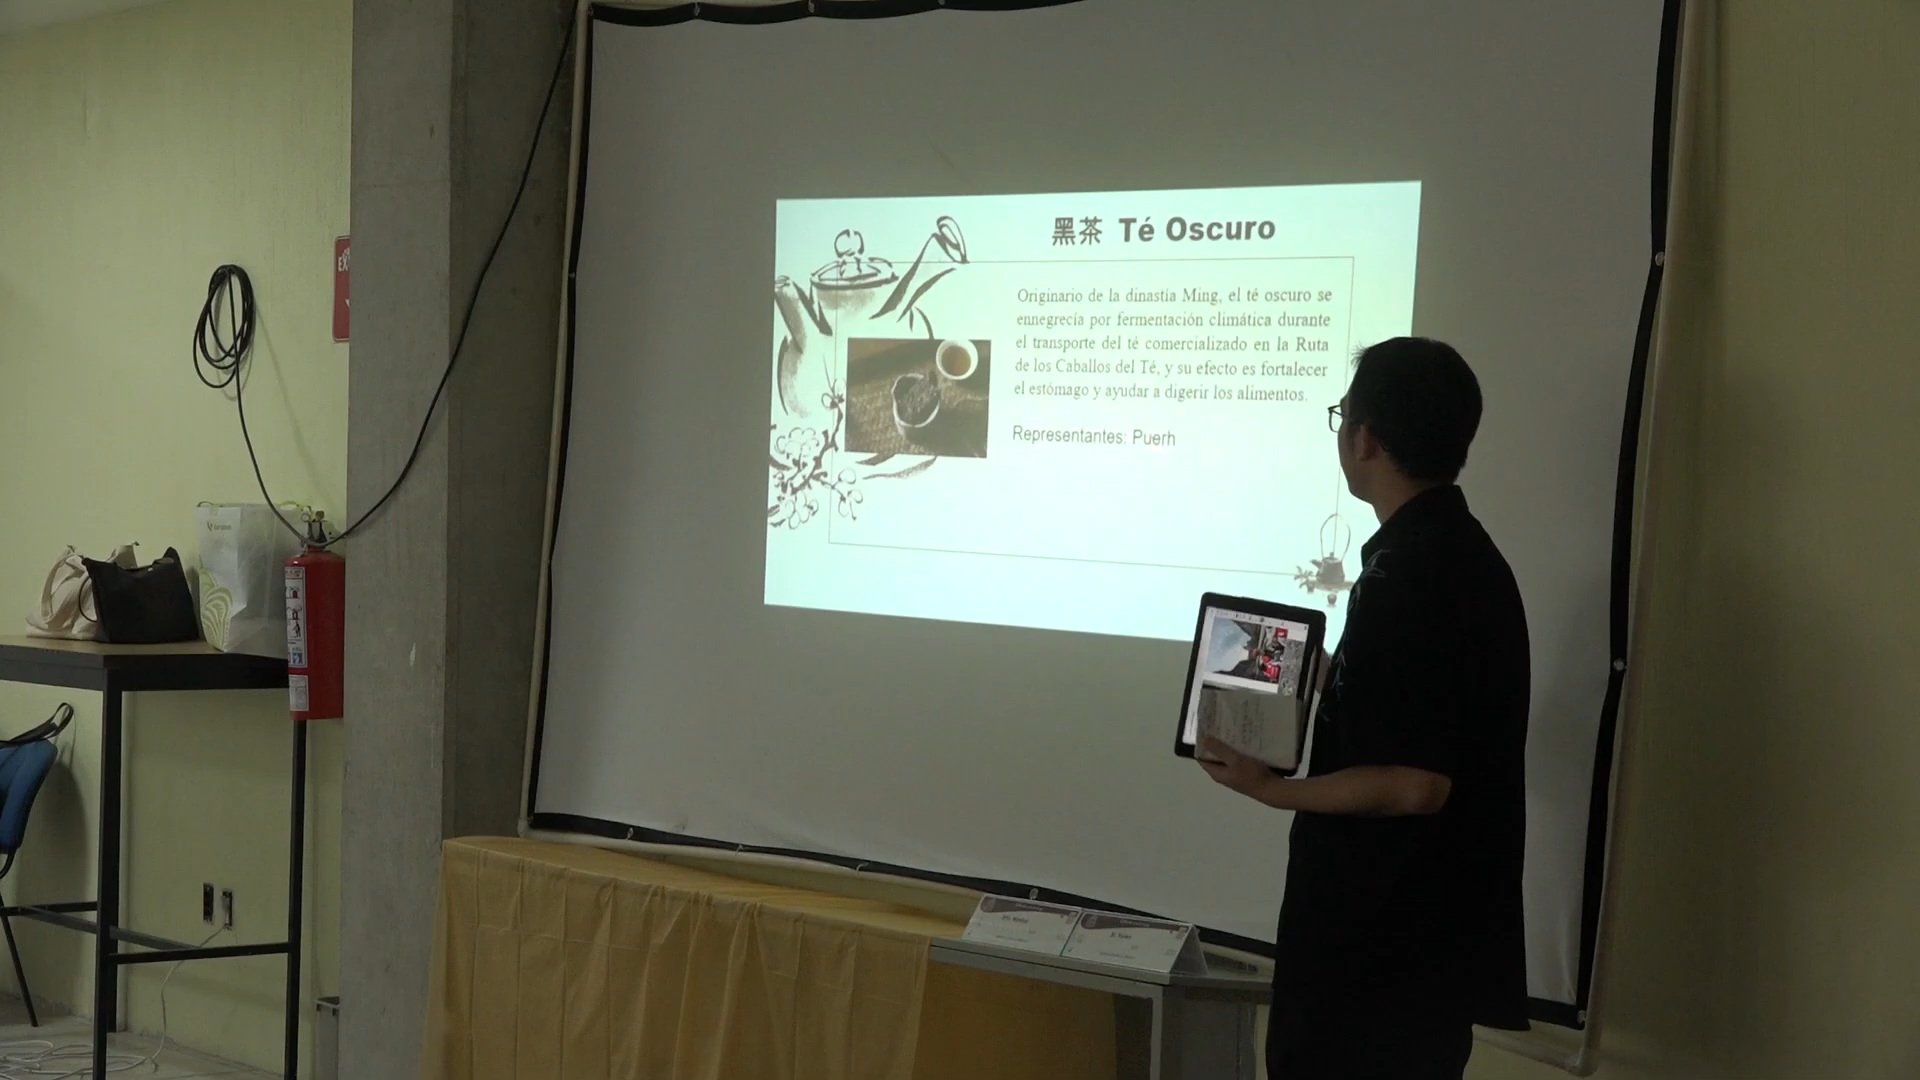 黑茶 Té Oscuro
Originario de la dinastía Ming, el té oscuro se
ennegrecía por fermentación climática durante
el transporte del té comercializado en la Ruta
de los Caballos del Té, y su efecto es fortalecer
el estómago y ayudar a digerir los alimentos.
Representantes: Puerh